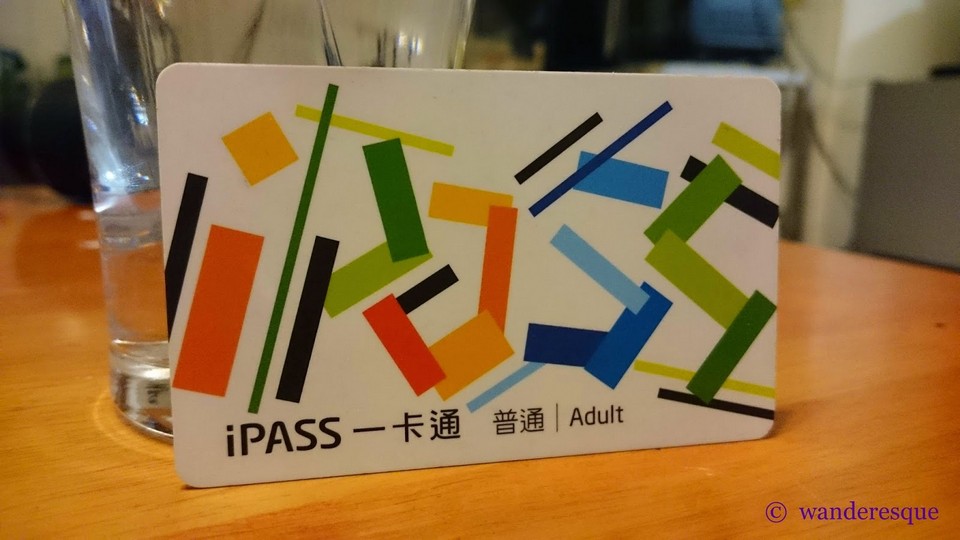 iPASS 一卡通 普通 | Adult
© wanderesque